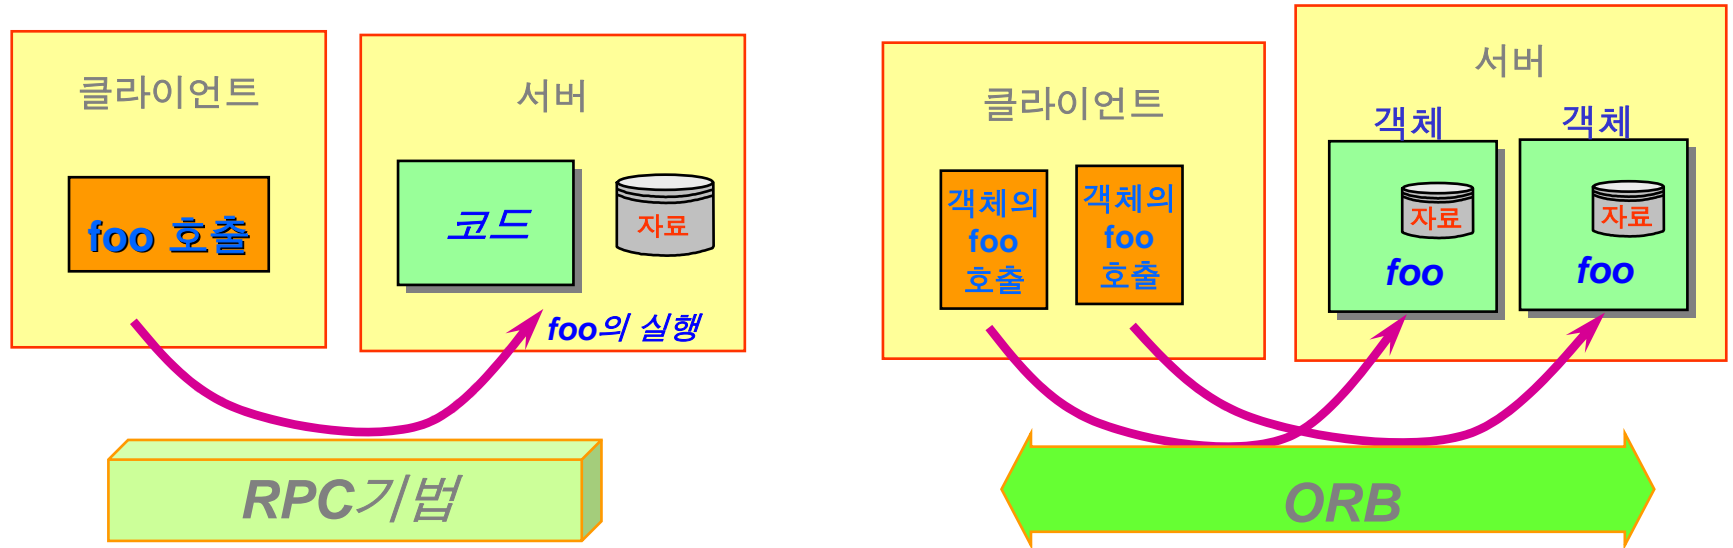 클라이언트
foo 호출
서버
코드
자료
foo의 실행
RPC기법
클라이언트
객체의
foo
호출
객체의
foo
호출
서버
객체
자료
foo
객체
자료
foo
ORB